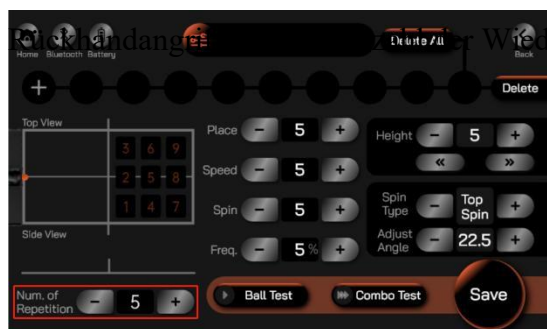 Rückhandangri
Wied
Delete All
Home Bluetooth Battery
Back
+
Delete
Top View
3 6 9
2 5 8
1 4 7
Side View
Place - 5 +
Speed - 5 +
Spin - 5 +
Freq. - 5 % +
Height - 5 +
« »
Spin Type - Top Spin +
Adjust Angle - 22.5 +
Num. of Repetition - 5 +
Ball Test
Combo Test
Save